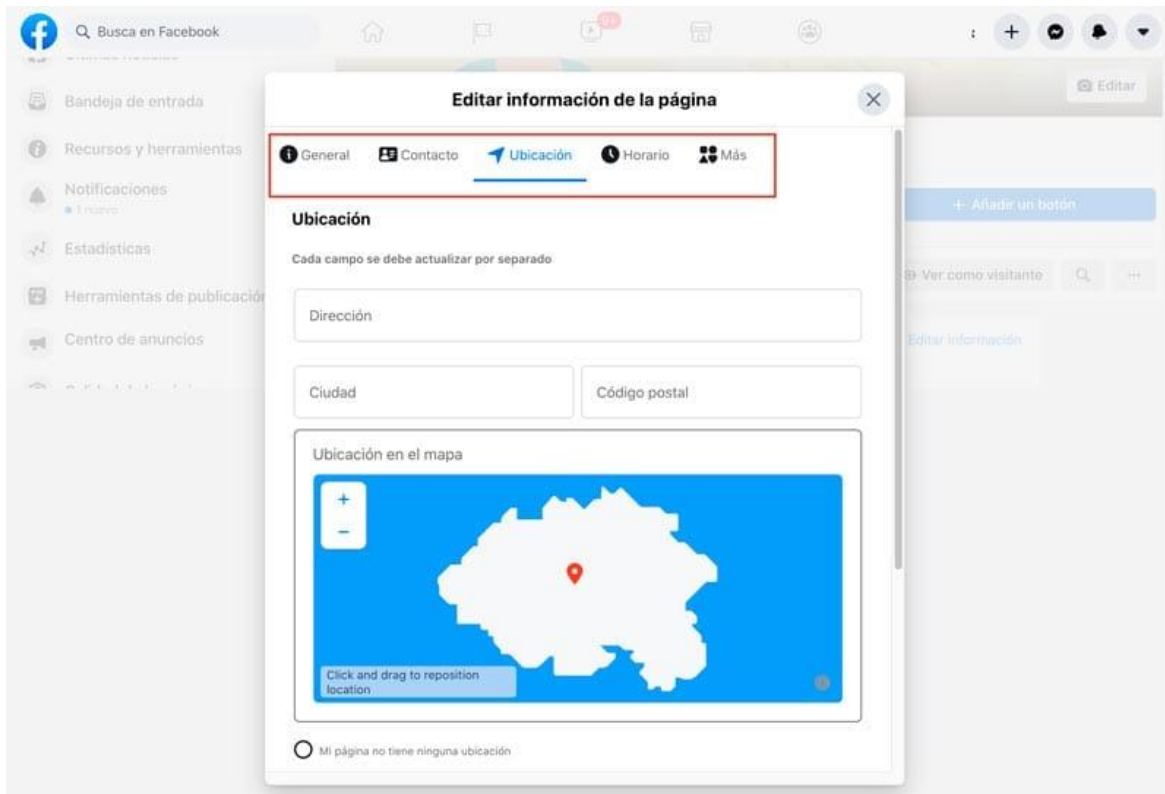 Busca en Facebook
9+
Bandeja de entrada
Recursos y herramientas
Notificaciones
1 nuevo
Estadísticas
Herramientas de publicación
Centro de anuncios
Editar
+ Añadir un botón
Ver como visitante
Editar información
Editar información de la página
General Contacto Ubicación Horario Más
Ubicación
Cada campo se debe actualizar por separado
Dirección
Ciudad Código postal
Ubicación en el mapa
+
−
Click and drag to reposition
location
Mi página no tiene ninguna ubicación